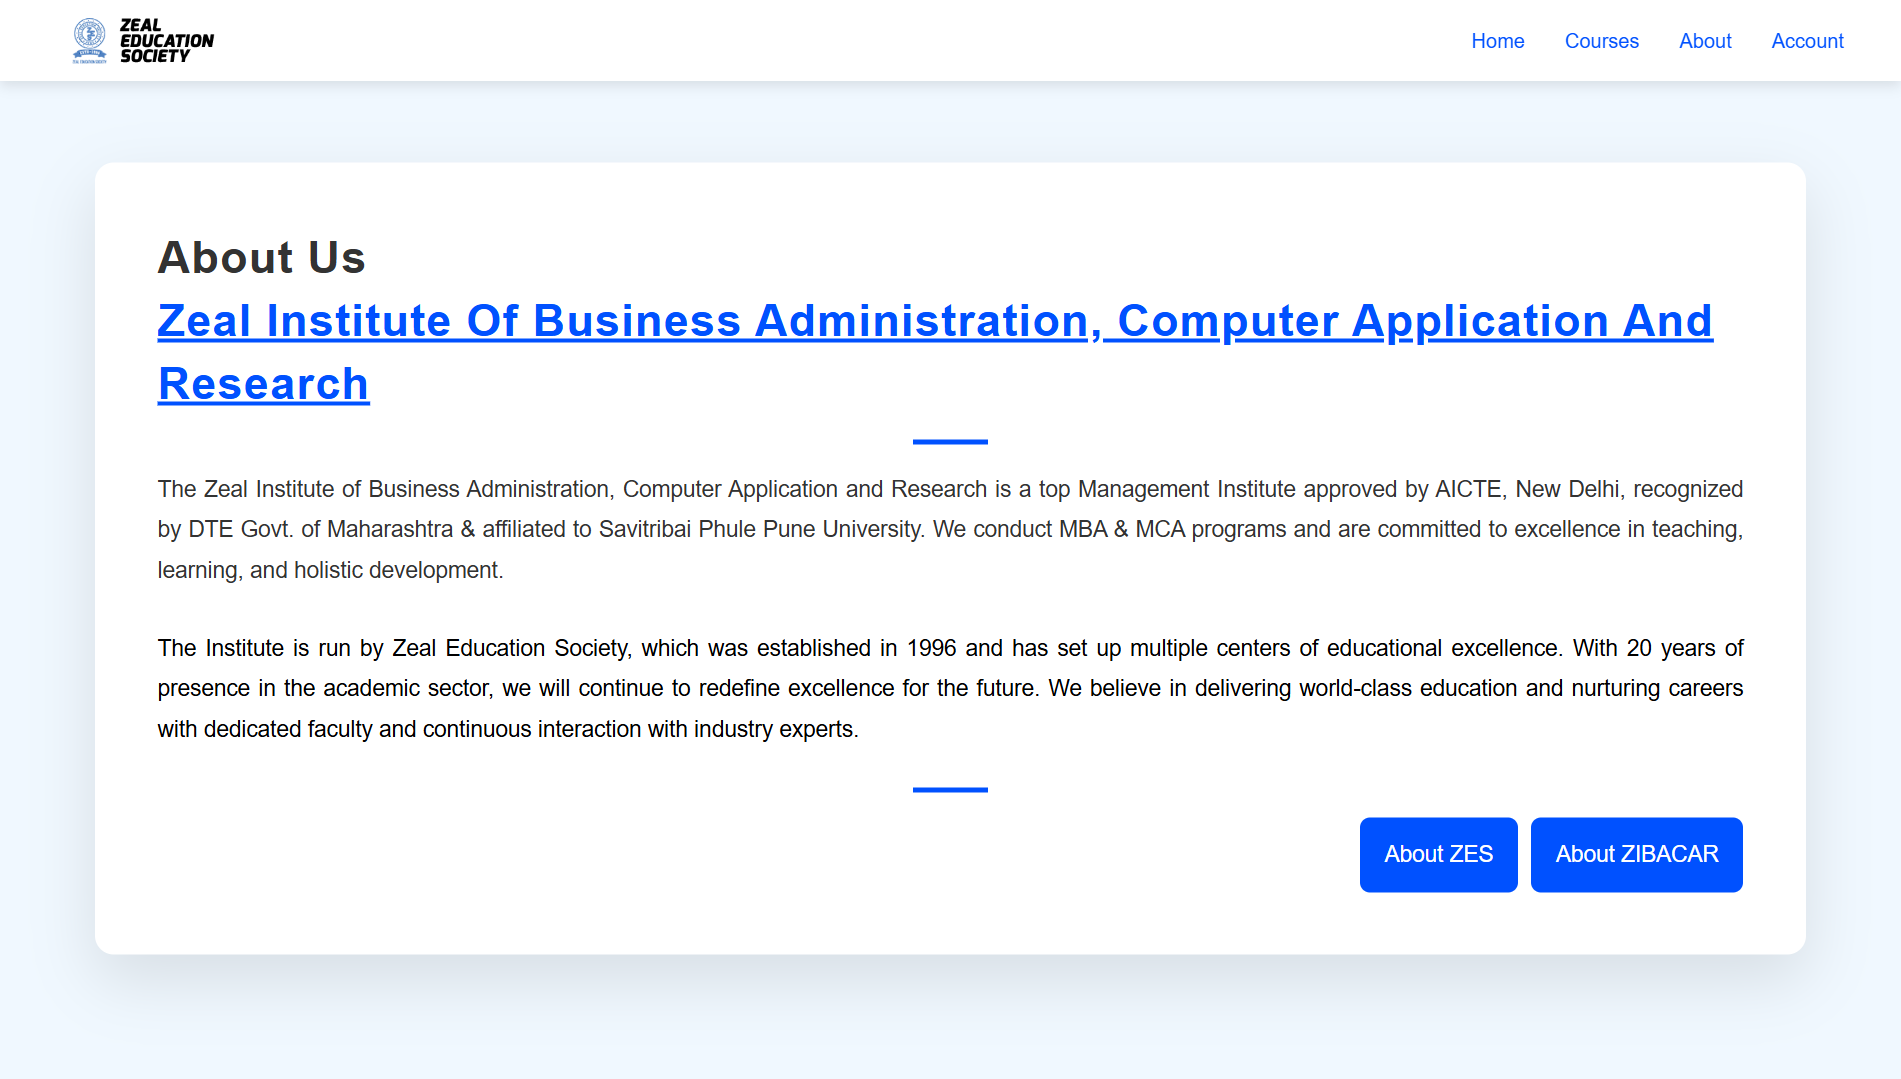 ZEAL
EDUCATION
SOCIETY
Home Courses About Account
About Us
Zeal Institute Of Business Administration, Computer Application And
Research
The Zeal Institute of Business Administration, Computer Application and Research is a top Management Institute approved by AICTE, New Delhi, recognized
by DTE Govt. of Maharashtra & affiliated to Savitribai Phule Pune University. We conduct MBA & MCA programs and are committed to excellence in teaching,
learning, and holistic development.
The Institute is run by Zeal Education Society, which was established in 1996 and has set up multiple centers of educational excellence. With 20 years of
presence in the academic sector, we will continue to redefine excellence for the future. We believe in delivering world-class education and nurturing careers
with dedicated faculty and continuous interaction with industry experts.
About ZES About ZIBACAR